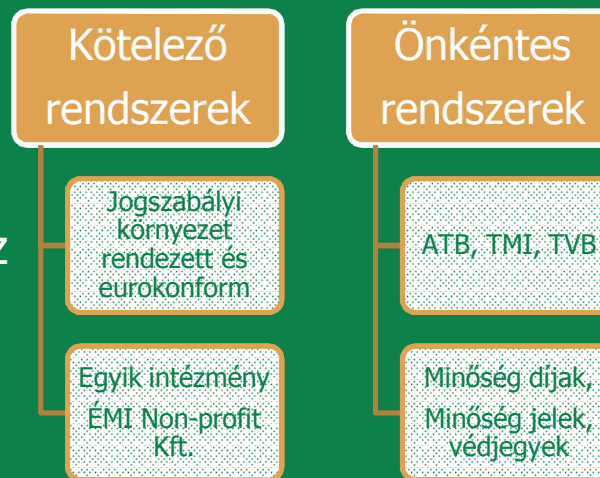 Kötelező
rendszerek
Jogszabályi
környezet
rendezett és
eurokonform
Egyik intézmény
ÉMI Non-profit
Kft.
Önkéntes
rendszerek
ATB, TMI, TVB
Minőség díjak,
Minőség jelek,
védjegyek